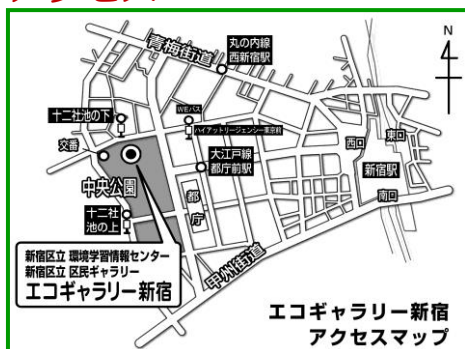 アクセス
N
青梅街道
丸の内線
西新宿駅
十二社池の下
WEバス
ハイアットリージェンシー東京前
交番
中央公園
大江戸線
都庁前駅
都庁
西口
東口
新宿駅
南口
十二社
池の上
甲州街道
新宿区立 環境学習情報センター
新宿区立 区民ギャラリー
エコギャラリー新宿
エコギャラリー新宿
アクセスマップ